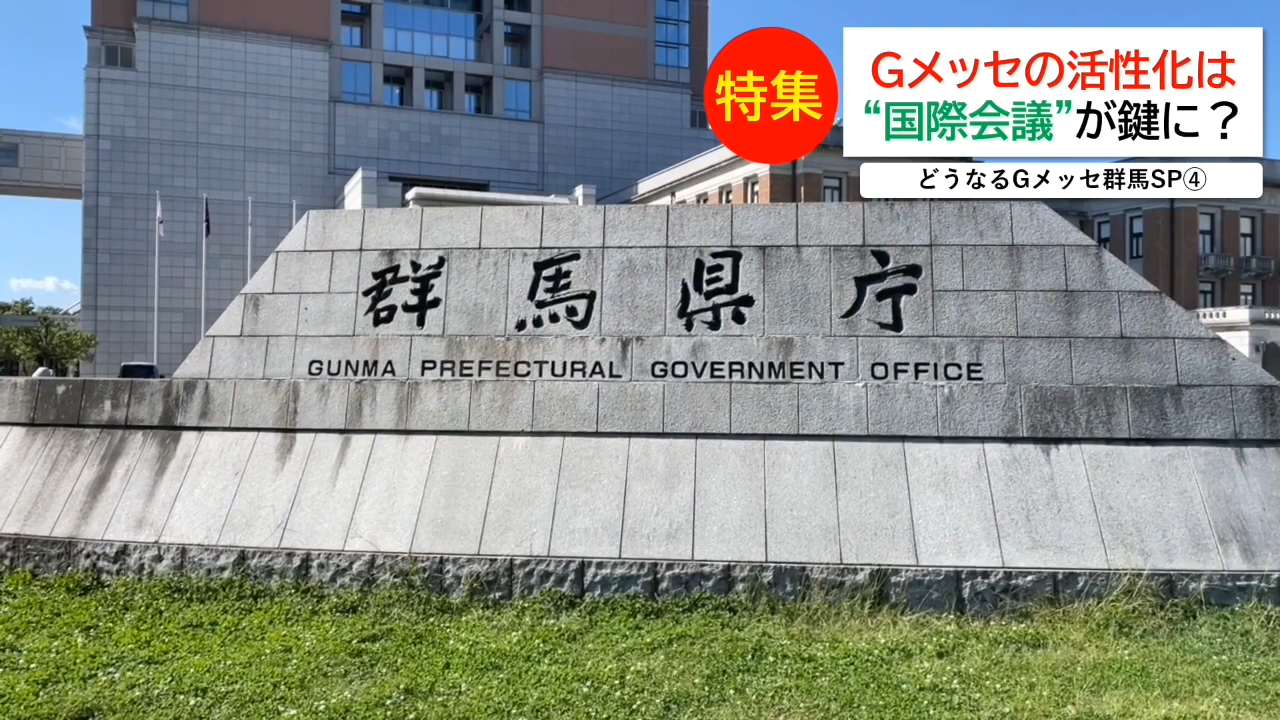 特集
Gメッセの活性化は
“国際会議”が鍵に？
どうなるGメッセ群馬SP④
群馬県庁
GUNMA PREFECTURAL GOVERNMENT OFFICE